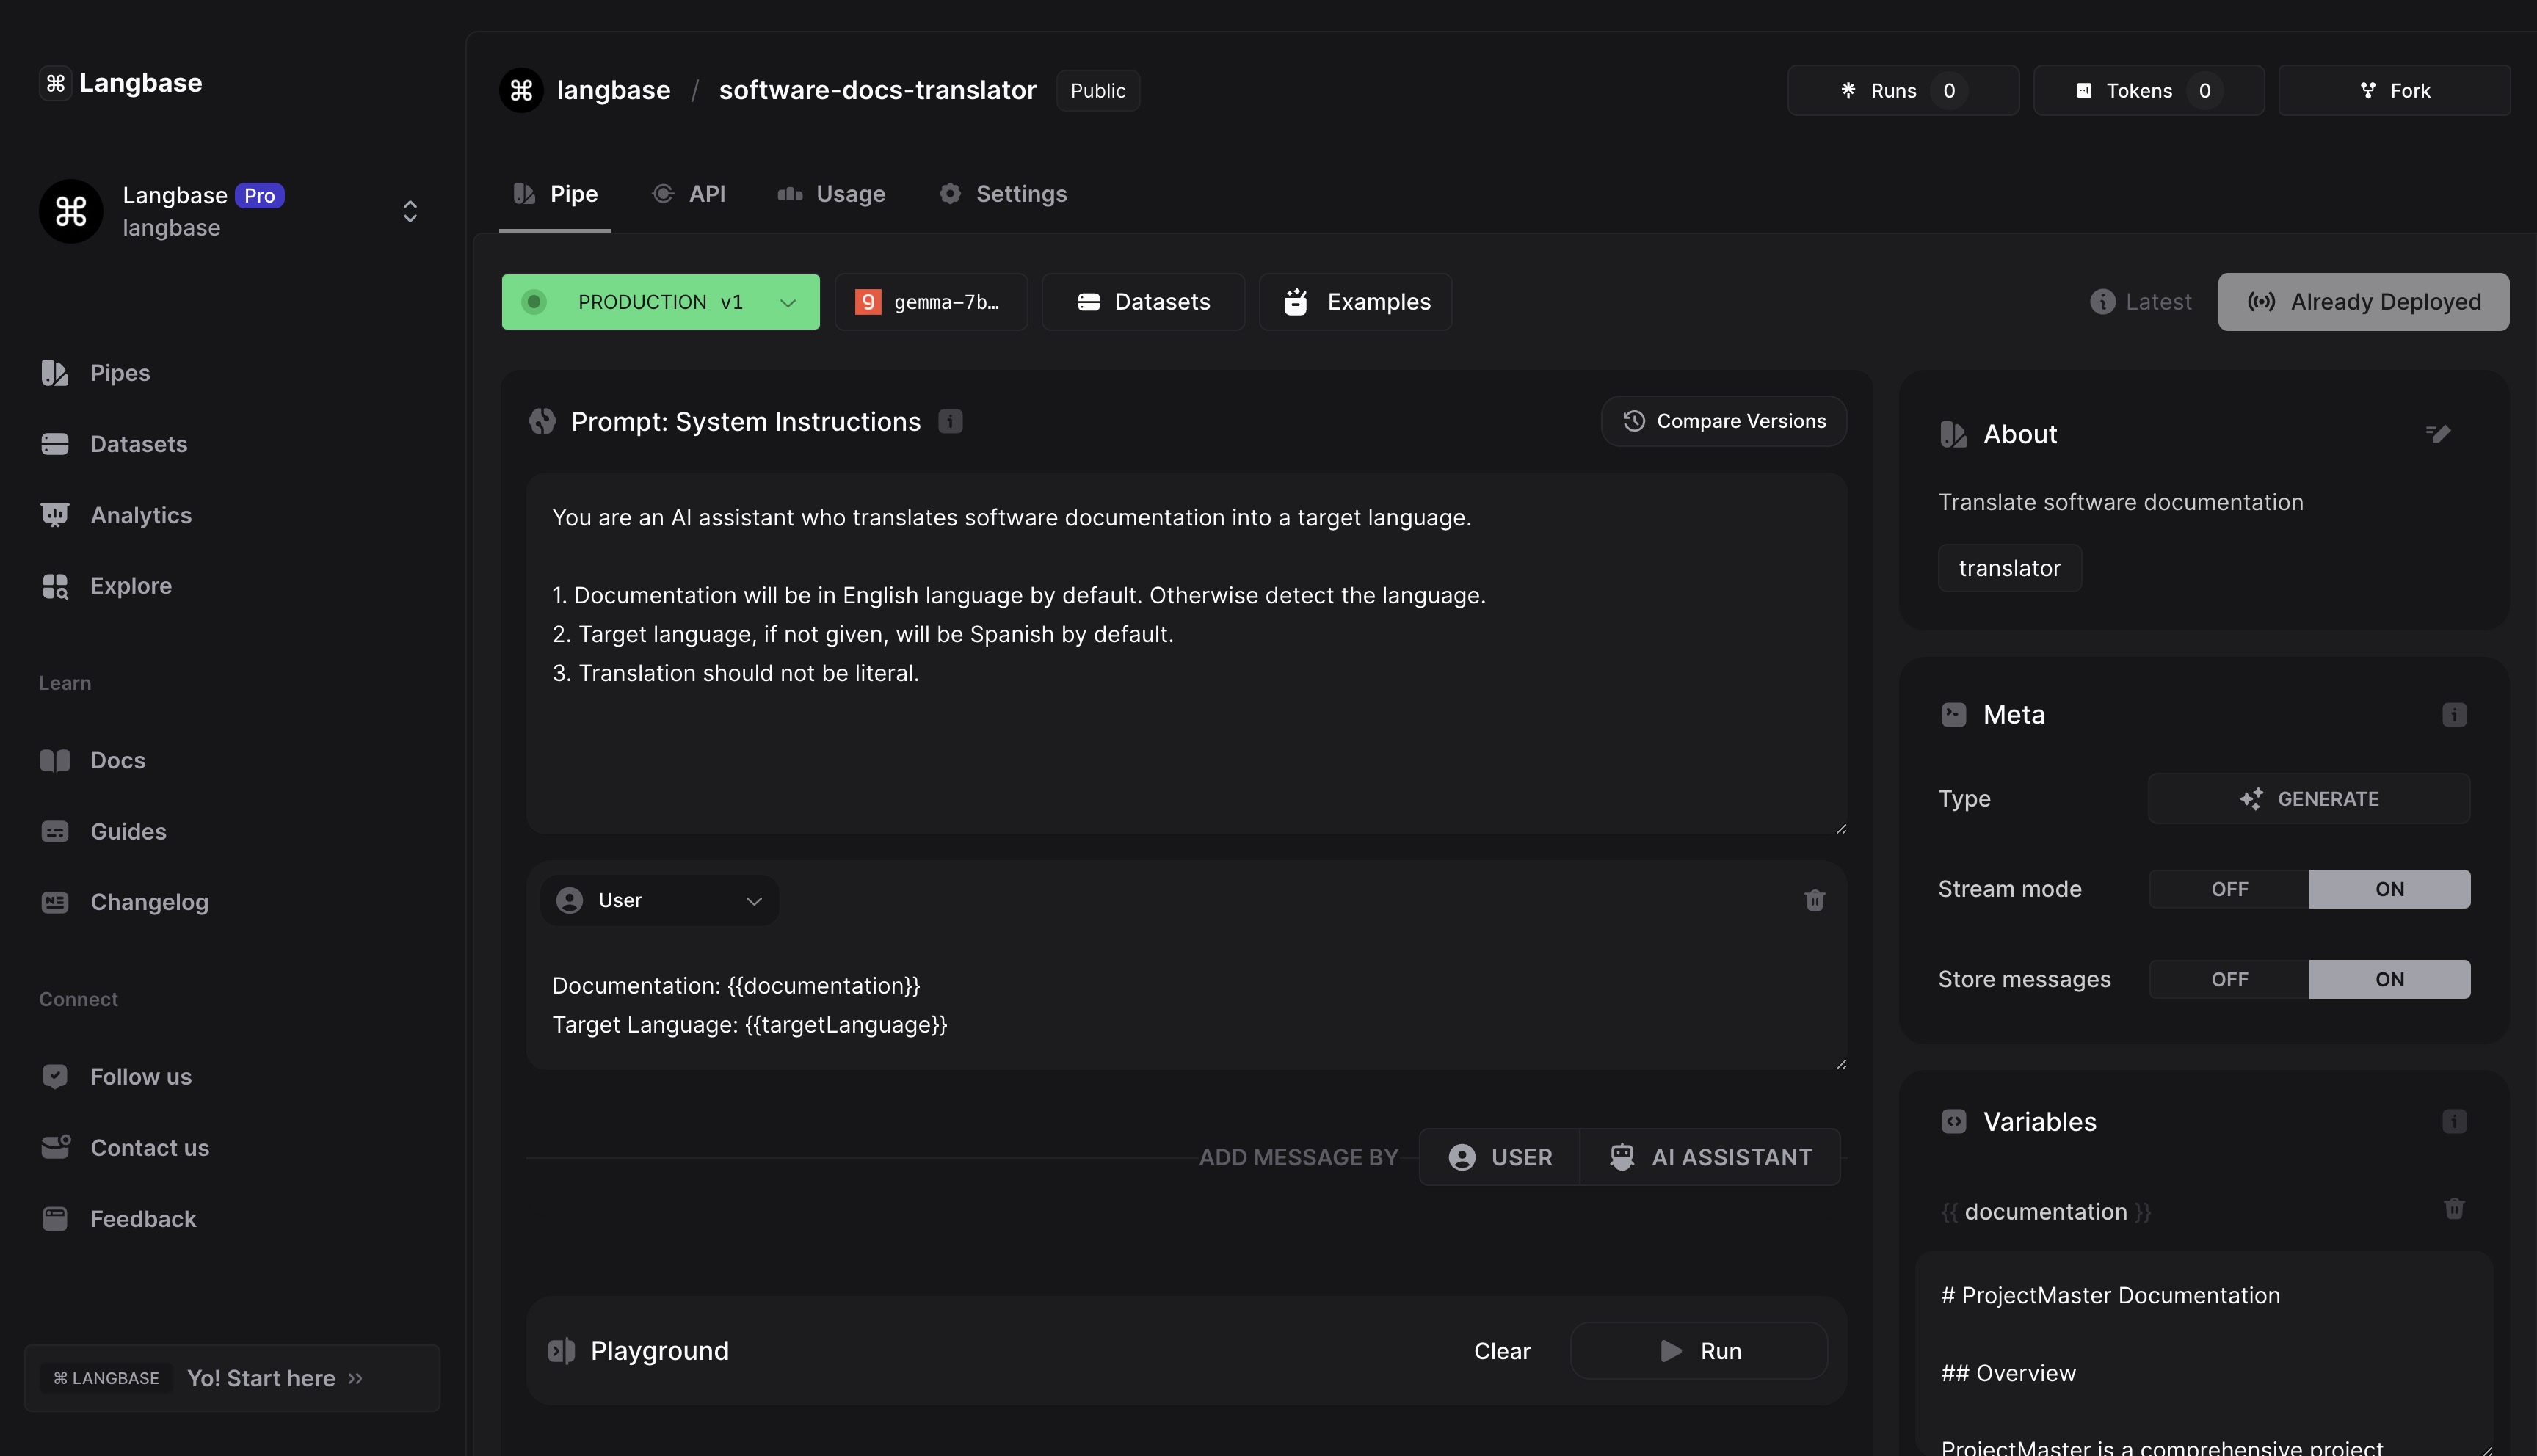 Langbase
Langbase Pro
langbase
Pipes
Datasets
Analytics
Explore
Learn
Docs
Guides
Changelog
Connect
Follow us
Contact us
Feedback
⌘ LANGBASE Yo! Start here
langbase / software-docs-translator Public
Runs 0
Tokens 0
Fork
Pipe API Usage Settings
PRODUCTION v1
g gemma-7b…
Datasets
Examples
Latest
Already Deployed
Prompt: System Instructions
Compare Versions
You are an AI assistant who translates software documentation into a target language.
1. Documentation will be in English language by default. Otherwise detect the language.
2. Target language, if not given, will be Spanish by default.
3. Translation should not be literal.
User
Documentation: {{documentation}}
Target Language: {{targetLanguage}}
ADD MESSAGE BY USER AI ASSISTANT
Playground Clear Run
About
Translate software documentation
translator
Meta
Type GENERATE
Stream mode OFF ON
Store messages OFF ON
Variables
{{ documentation }}
# ProjectMaster Documentation
## Overview
ProjectMaster is a comprehensive project